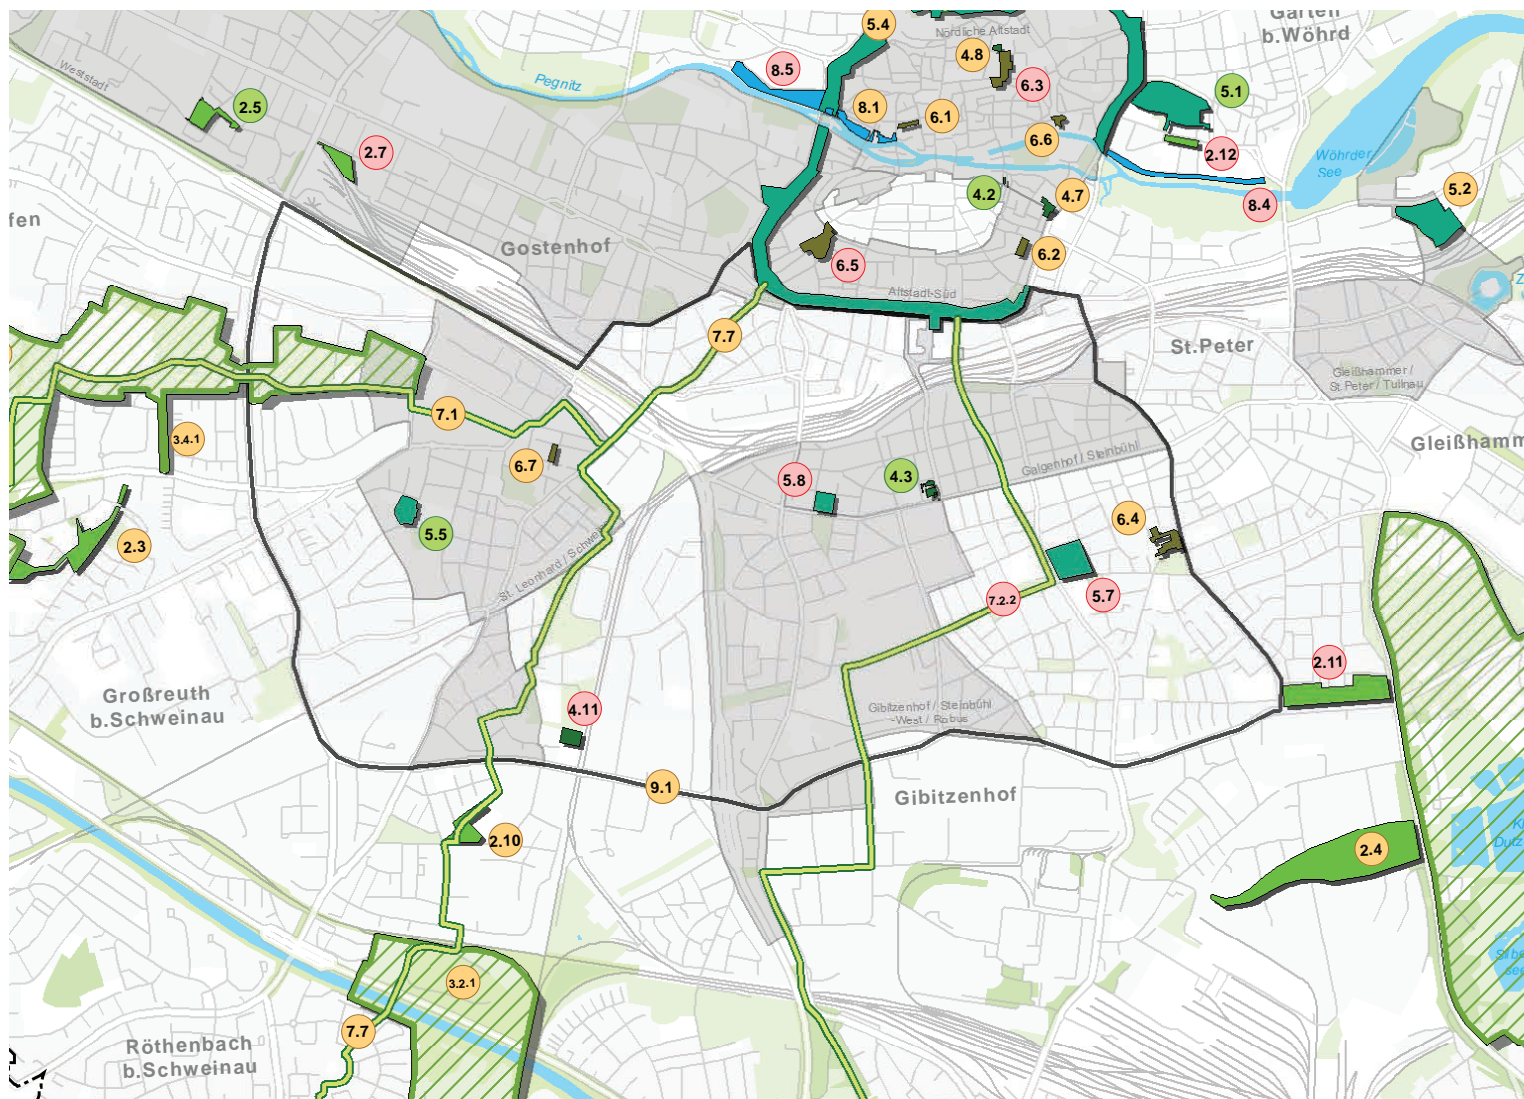 Gärten
b.Wöhrd
5.4
Nördliche Altstadt
4.8
8.5
6.3
Weststadt
Pegnitz
5.1
2.5
8.1
6.1
6.6
2.7
2.12
Wöhrder
See
5.2
4.2
4.7
8.4
fen
Gostenhof
6.2
6.5
Z
Altstadt-Süd
7.7
St.Peter
Gleißhammer /
St.Peter / Tullnau
7.1
3.4.1
Gleißhamm
6.7
Galgenhof / Steinbühl
5.8
4.3
6.4
5.5
2.3
St. Leonhard / Schwein
7.2.2
5.7
2.11
Großreuth
b.Schweinau
4.11
Gibitzenhof / Steinbühl
-West / Rabus
9.1
Gibitzenhof
2.10
2.4
Dutz
3.2.1
Silbe
see
7.7
Röthenbach
b.Schweinau